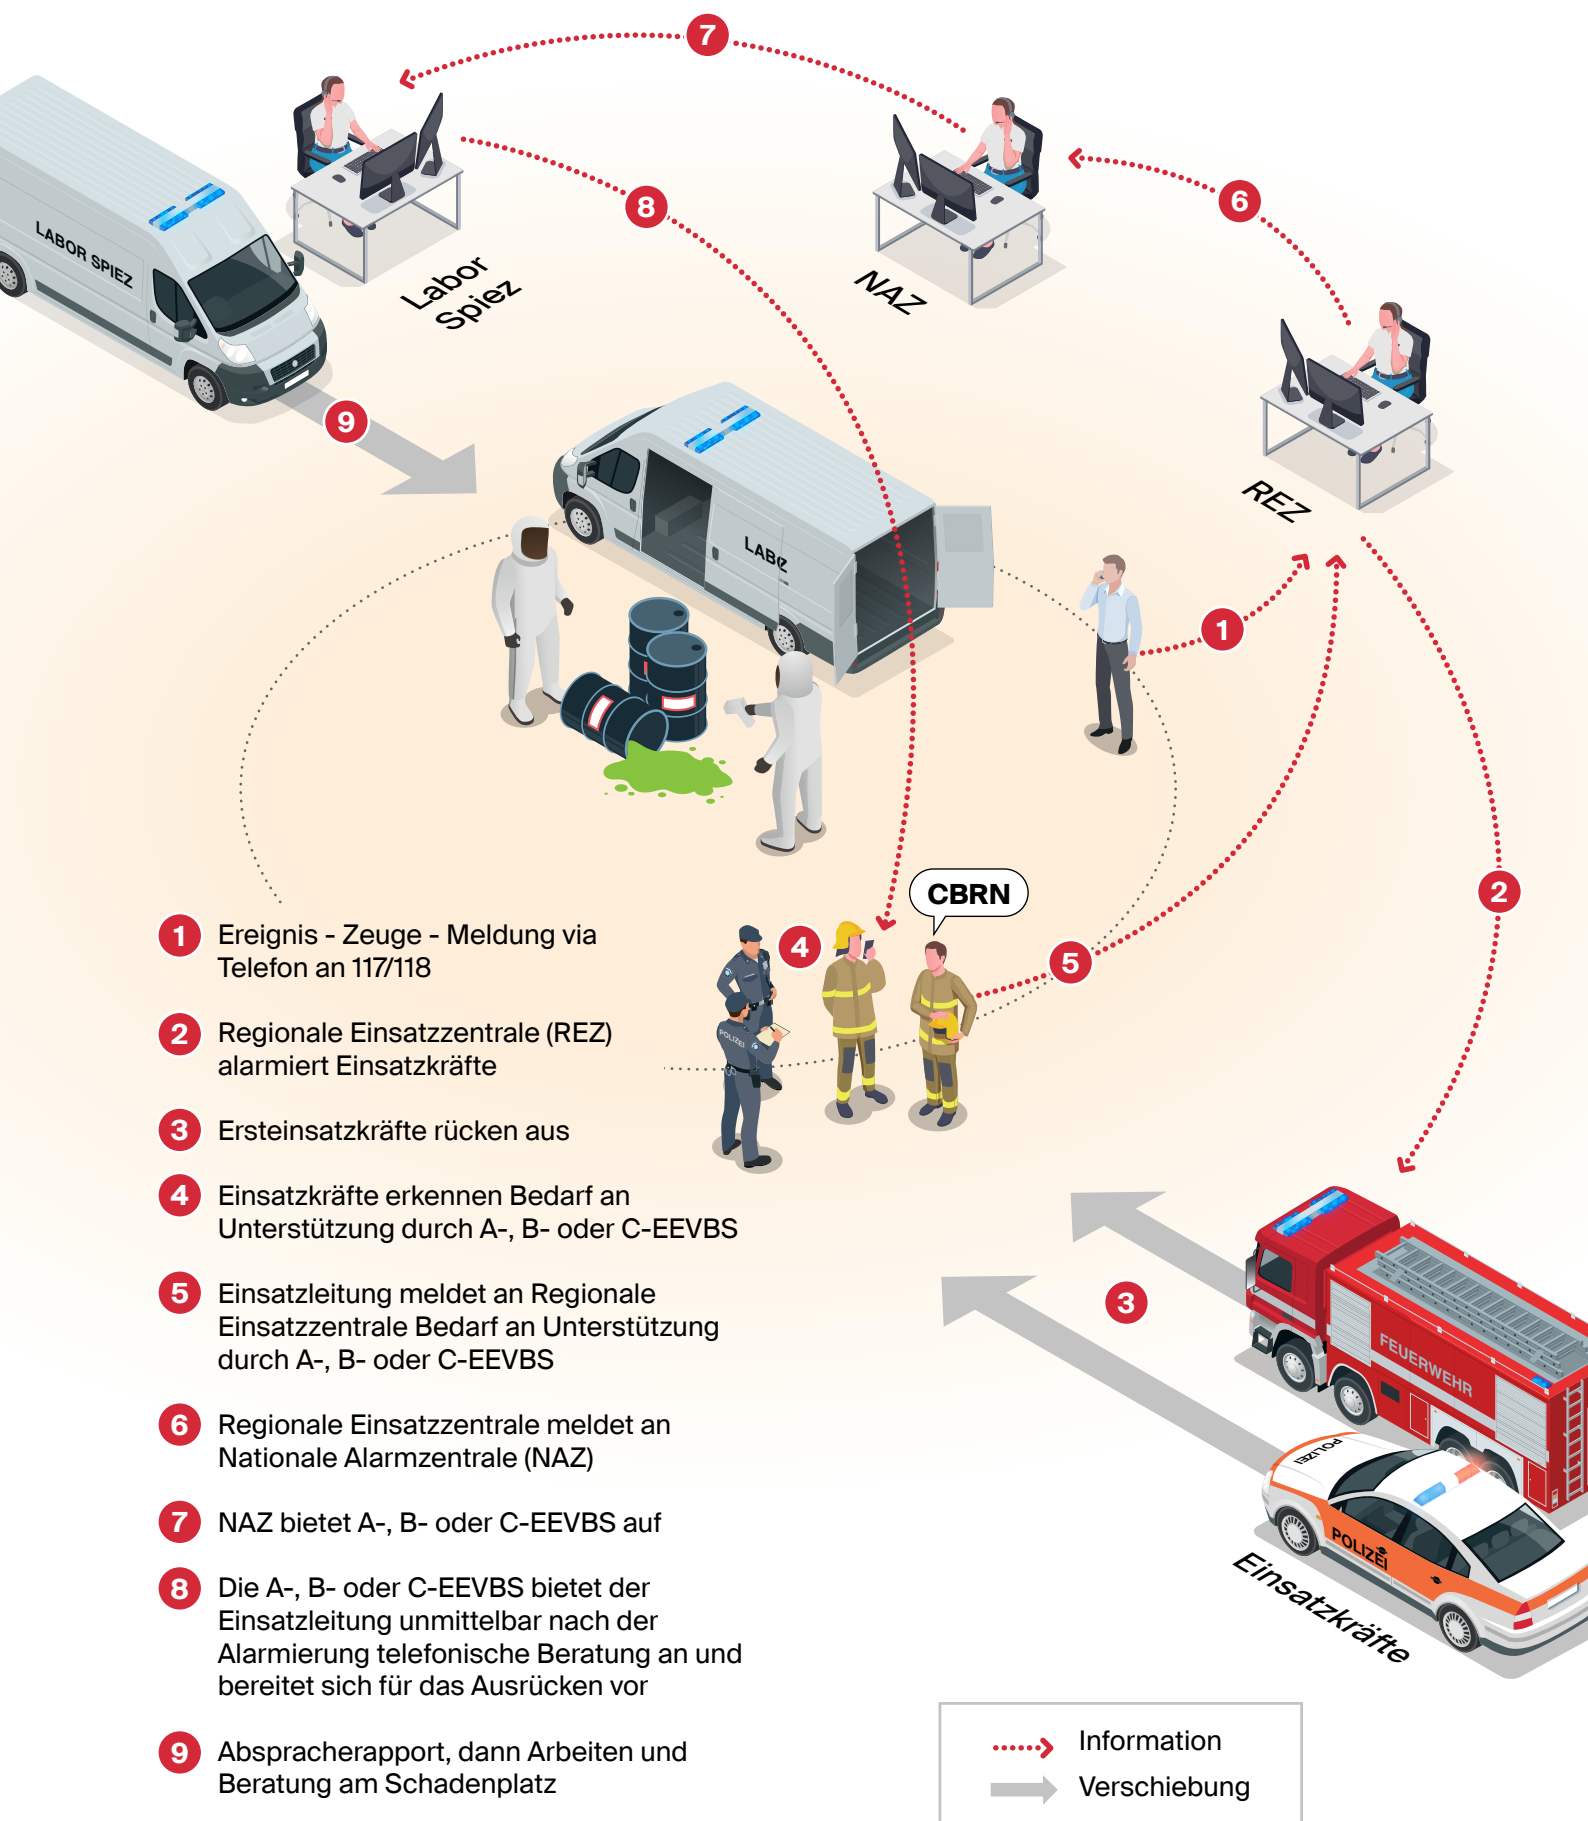 7
8
6
LABOR SPIEZ
Labor
Spiez
NAZ
9
REZ
1
2
CBRN
4
5
POLIZEI
3
FEUERWEHR
POLIZEI
POLIZEI
Einsatzkräfte
1 Ereignis - Zeuge - Meldung via
Telefon an 117/118
2 Regionale Einsatzzentrale (REZ)
alarmiert Einsatzkräfte
3 Ersteinsatzkräfte rücken aus
4 Einsatzkräfte erkennen Bedarf an
Unterstützung durch A-, B- oder C-EEVBS
5 Einsatzleitung meldet an Regionale
Einsatzzentrale Bedarf an Unterstützung
durch A-, B- oder C-EEVBS
6 Regionale Einsatzzentrale meldet an
Nationale Alarmzentrale (NAZ)
7 NAZ bietet A-, B- oder C-EEVBS auf
8 Die A-, B- oder C-EEVBS bietet der
Einsatzleitung unmittelbar nach der
Alarmierung telefonische Beratung an und
bereitet sich für das Ausrücken vor
9 Abspracherapport, dann Arbeiten und
Beratung am Schadenplatz
Information
Verschiebung